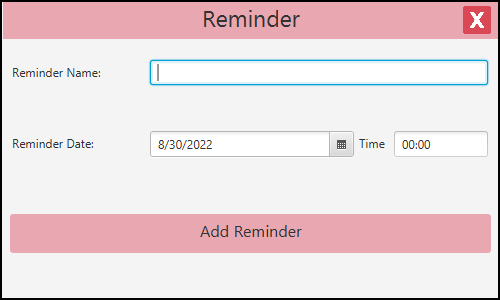 Reminder X
Reminder Name:
Reminder Date: 8/30/2022 Time 00:00
Add Reminder